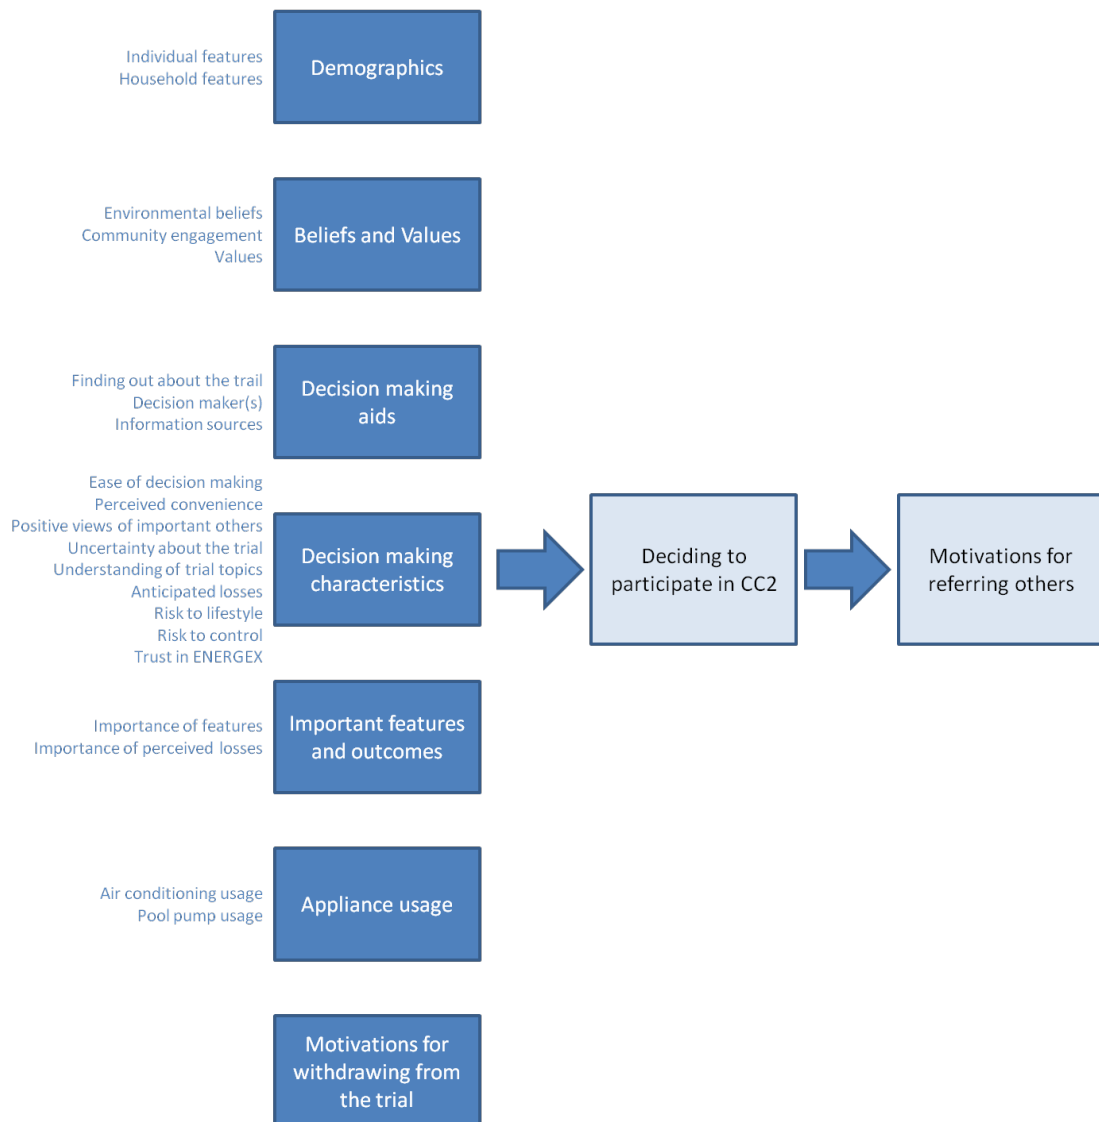 Individual features
Household features
Demographics
Environmental beliefs
Community engagement
Values
Beliefs and Values
Finding out about the trail
Decision maker(s)
Information sources
Decision making
aids
Ease of decision making
Perceived convenience
Positive views of important others
Uncertainty about the trial
Understanding of trial topics
Anticipated losses
Risk to lifestyle
Risk to control
Trust in ENERGEX
Decision making
characteristics
Deciding to
participate in CC2
Motivations for
referring others
Importance of features
Importance of perceived losses
Important features
and outcomes
Air conditioning usage
Pool pump usage
Appliance usage
Motivations for
withdrawing from
the trial